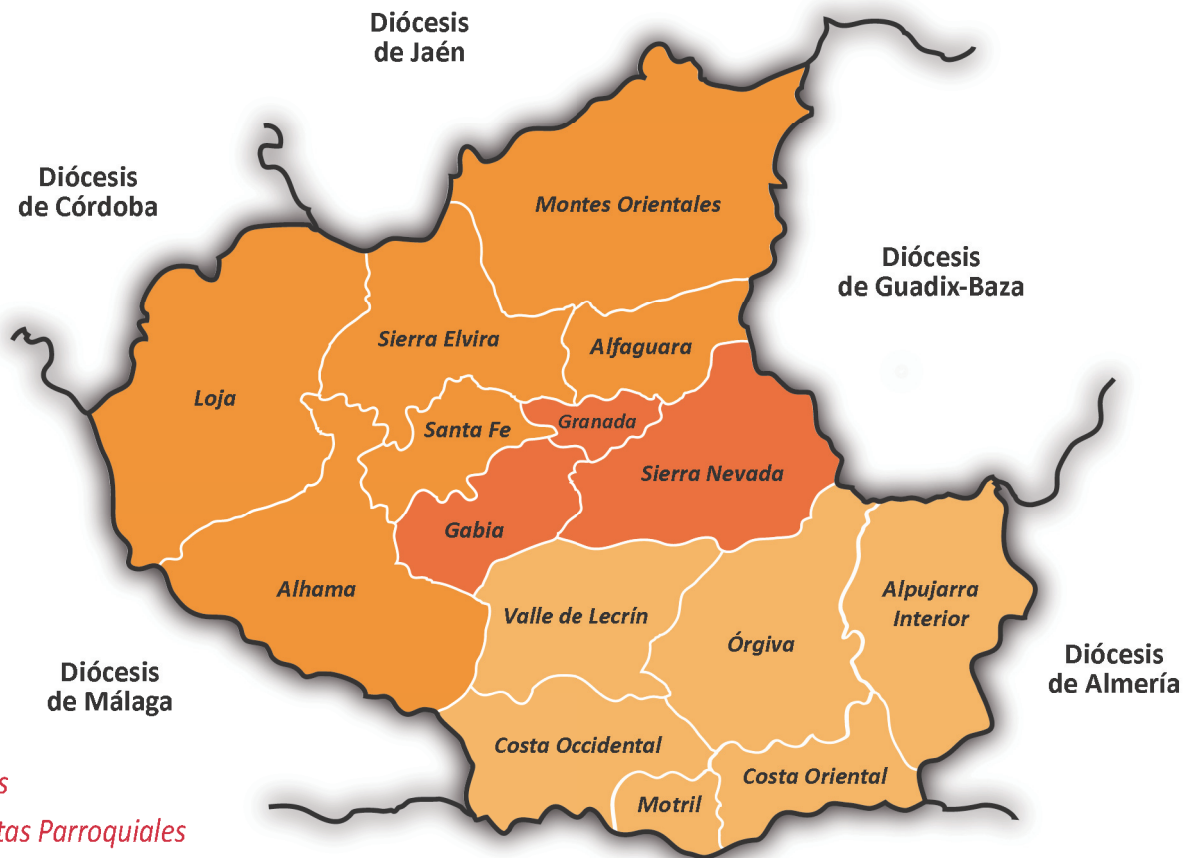 Diócesis
de Jaén
Diócesis
de Córdoba
Montes Orientales
Diócesis
de Guadix-Baza
Sierra Elvira
Alfaguara
Loja
Santa Fe
Granada
Sierra Nevada
Gabia
Alhama
Valle de Lecrín
Órgiva
Alpujarra
Interior
Diócesis
de Málaga
Diócesis
de Almería
Costa Occidental
Costa Oriental
Motril
Parroquiales